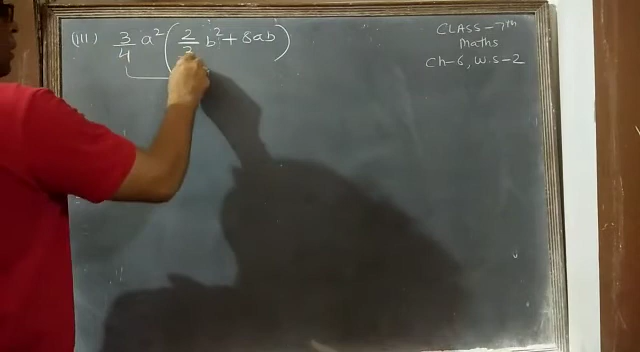 (iii) 3/4 a² (2/3 b² + 8ab)
CLASS-7th
Maths
Ch-6, W.S-2